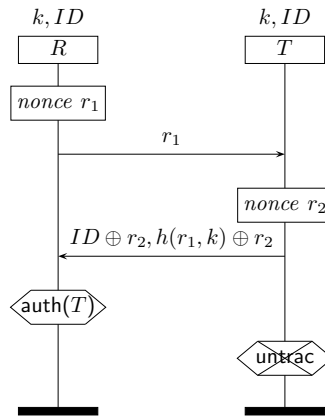 k, ID k, ID
R T
nonce r₁
r₁
nonce r₂
ID ⊕ r₂, h(r₁, k) ⊕ r₂
auth(T)
untrac